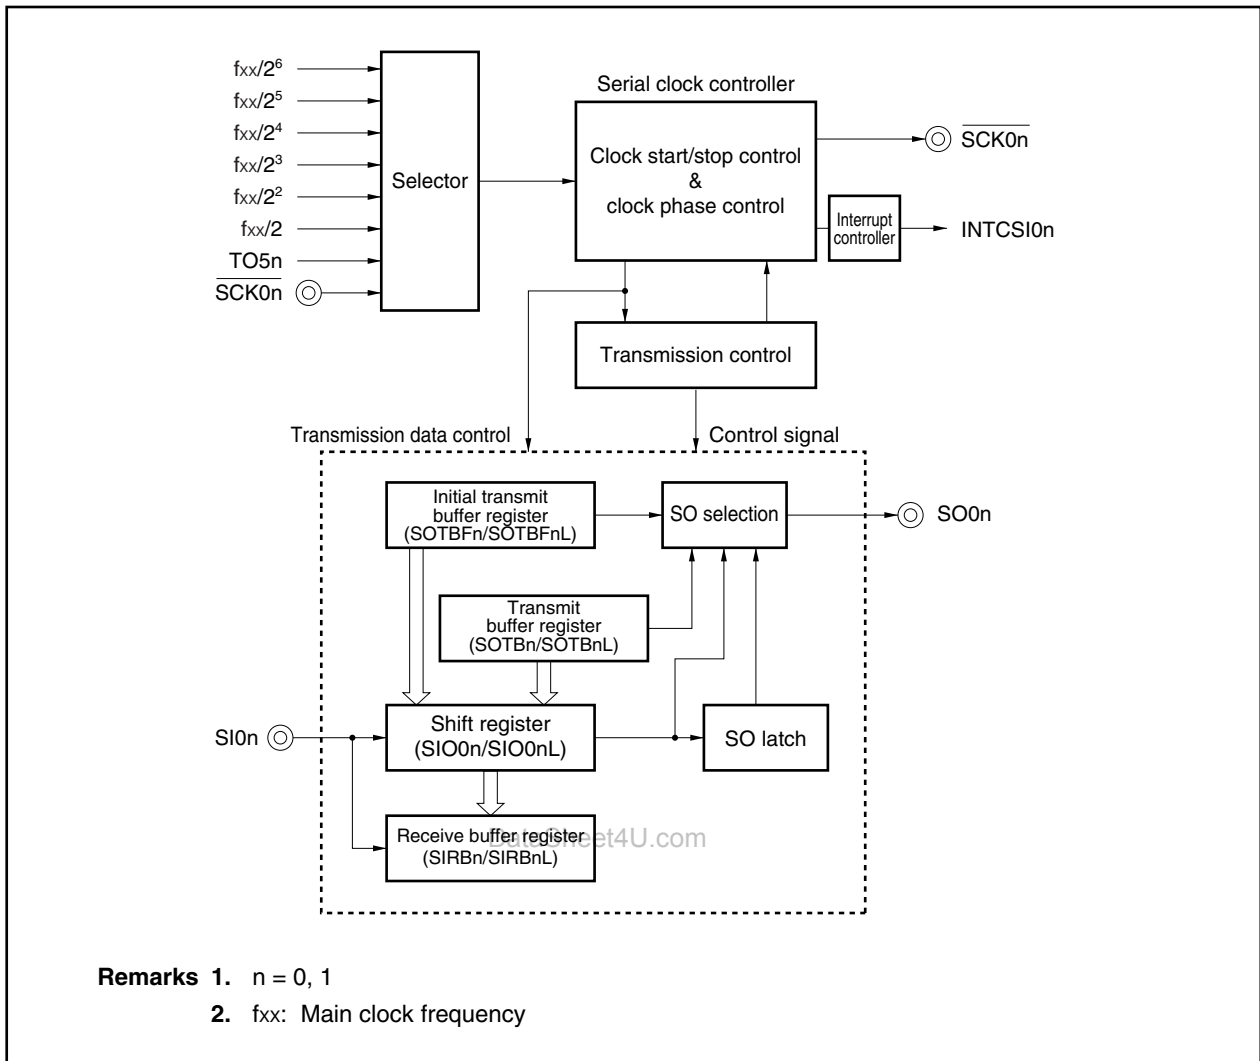 fxx/2⁶
fxx/2⁵
fxx/2⁴
fxx/2³
fxx/2²
fxx/2
TO5n
SCK0n
Selector
Serial clock controller
Clock start/stop control
&
clock phase control
SCK0n
Interrupt
controller
INTCSI0n
Transmission control
Transmission data control
Control signal
Initial transmit
buffer register
(SOTBFn/SOTBFnL)
SO selection
SO0n
Transmit
buffer register
(SOTBn/SOTBnL)
SI0n
Shift register
(SIO0n/SIO0nL)
SO latch
Receive buffer register
(SIRBn/SIRBnL)
DataSheet4U.com
Remarks 1. n = 0, 1
2. fxx: Main clock frequency